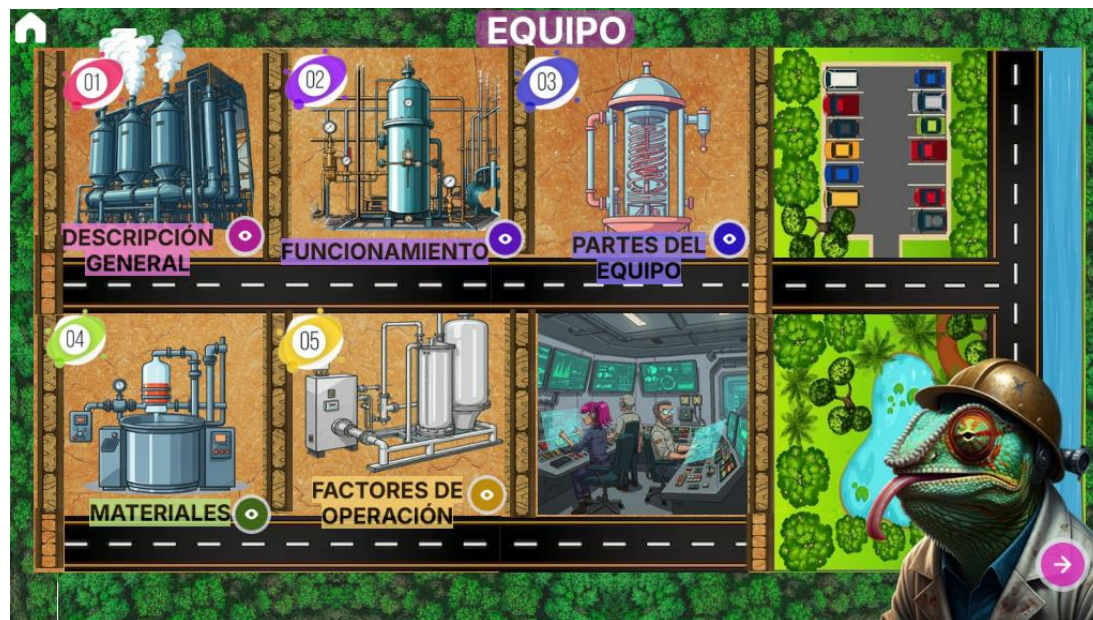 EQUIPO
01
DESCRIPCIÓN
GENERAL
02
FUNCIONAMIENTO
03
PARTES DEL
EQUIPO
04
MATERIALES
05
FACTORES DE
OPERACIÓN